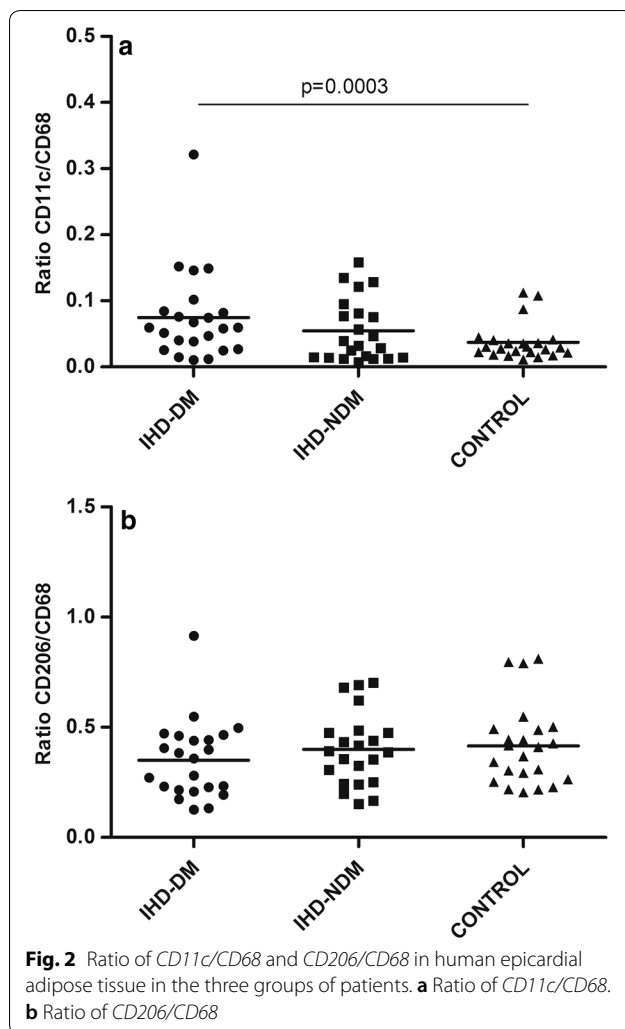 a
p=0.0003
Ratio CD11c/CD68
0.5
0.4
0.3
0.2
0.1
0.0
IHD-DM
IHD-NDM
CONTROL
b
Ratio CD206/CD68
1.5
1.0
0.5
0.0
IHD-DM
IHD-NDM
CONTROL
Fig. 2 Ratio of CD11c/CD68 and CD206/CD68 in human epicardial
adipose tissue in the three groups of patients. a Ratio of CD11c/CD68.
b Ratio of CD206/CD68